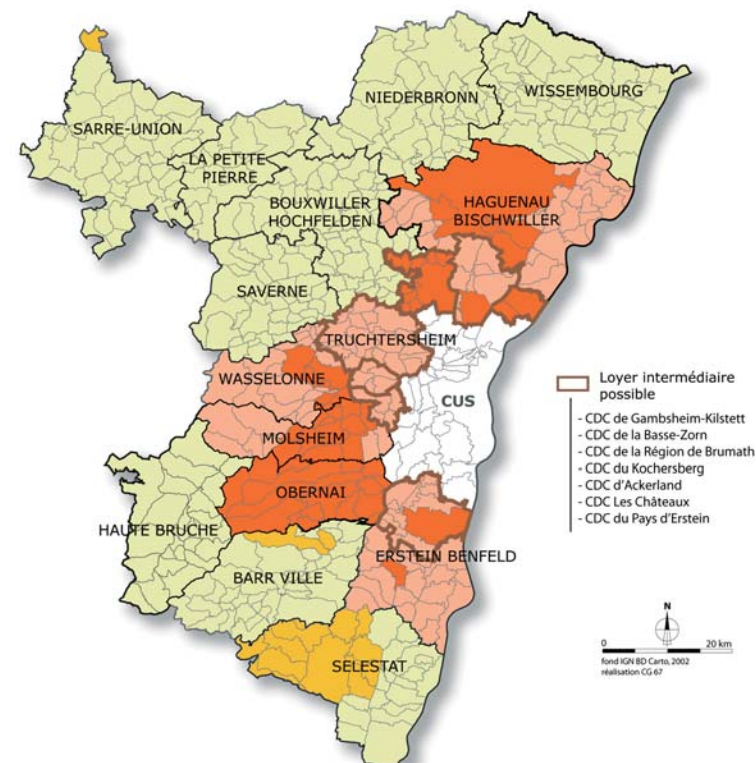 WISSEMBOURG
NIEDERBRONN
SARRE-UNION
LA PETITE
PIERRE
BOUXWILLER
HOCHFELDEN
HAGUENAU
BISCHWILLER
SAVERNE
TRUCHTERSHEIM
WASSELONNE
CUS
MOLSHEIM
OBERNAI
HAUTE BRUCHE
ERSTEIN BENFELD
BARR VILLE
SELESTAT
Loyer intermédiaire
possible
- CDC de Gambsheim-Kilstett
- CDC de la Basse-Zorn
- CDC de la Région de Brumath
- CDC du Kochersberg
- CDC d'Ackerland
- CDC Les Châteaux
- CDC du Pays d'Erstein
N
0 20 km
fond IGN BD Carto, 2002
réalisation CG 67